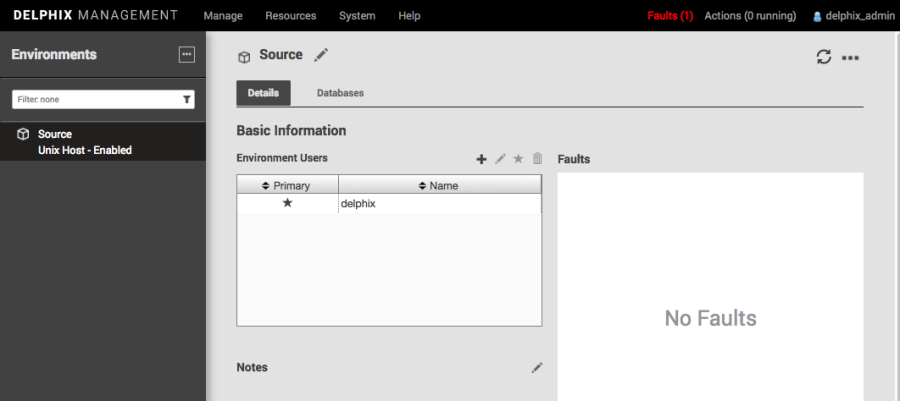 DELPHIX MANAGEMENT Manage Resources System Help Faults (1) Actions (0 running) delphix_admin
Environments
Filter: none
Source
Unix Host - Enabled
Source
Details Databases
Basic Information
Environment Users
Primary Name
★ delphix
Notes
Faults
No Faults